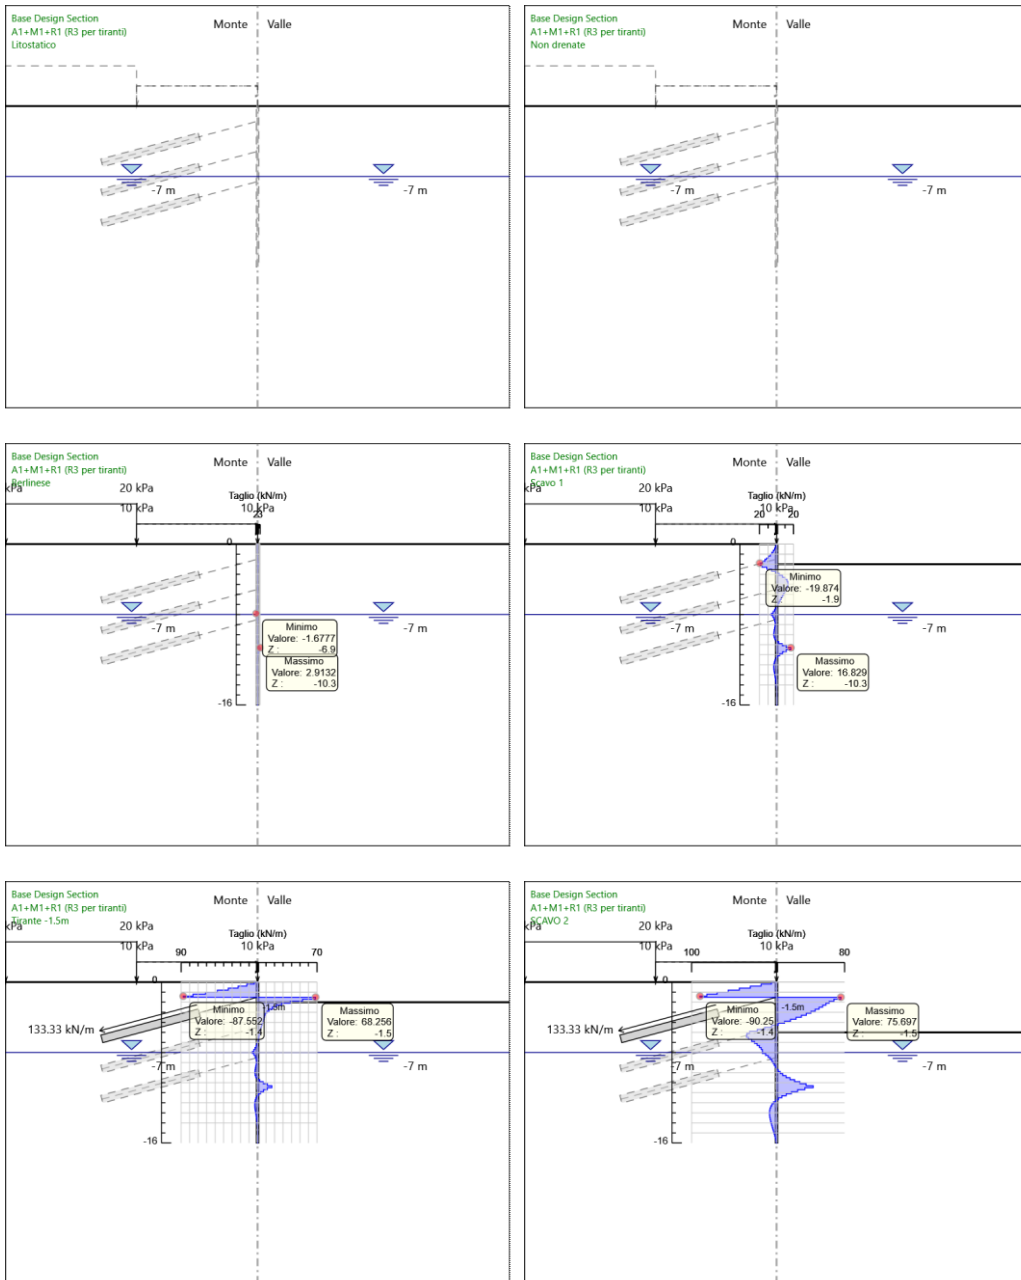 Base Design Section
A1+M1+R1 (R3 per tiranti)
Litostatico
Monte
Valle
-7 m
-7 m
Base Design Section
A1+M1+R1 (R3 per tiranti)
Non drenate
Monte
Valle
-7 m
-7 m
Base Design Section
A1+M1+R1 (R3 per tiranti)
Berlinese
Monte
Valle
kPa
20 kPa
Taglio (kN/m)
10 kPa
10 kPa
0
-7 m
-7 m
Minimo
Valore: -1.6777
Z : -6.9
Massimo
Valore: 2.9132
Z : -10.3
-16
Base Design Section
A1+M1+R1 (R3 per tiranti)
Scavo 1
Monte
Valle
20 kPa
Taglio (kN/m)
10 kPa
10 kPa
20
20
0
Minimo
Valore: -19.874
Z : -1.9
-7 m
-7 m
Massimo
Valore: 16.829
Z : -10.3
-16
Base Design Section
A1+M1+R1 (R3 per tiranti)
Tirante -1.5m
Monte
Valle
kPa
20 kPa
Taglio (kN/m)
10 kPa
10 kPa
90
70
0
133.33 kN/m
Minimo
Valore: -87.552
Z : -1.4
-1.5m
Massimo
Valore: 68.256
Z : -1.5
-7 m
-7 m
-16
Base Design Section
A1+M1+R1 (R3 per tiranti)
SCAVO 2
Monte
Valle
20 kPa
Taglio (kN/m)
10 kPa
10 kPa
100
80
0
133.33 kN/m
Minimo
Valore: -90.25
Z : -1.4
-1.5m
Massimo
Valore: 75.697
Z : -1.5
-7 m
-7 m
-16